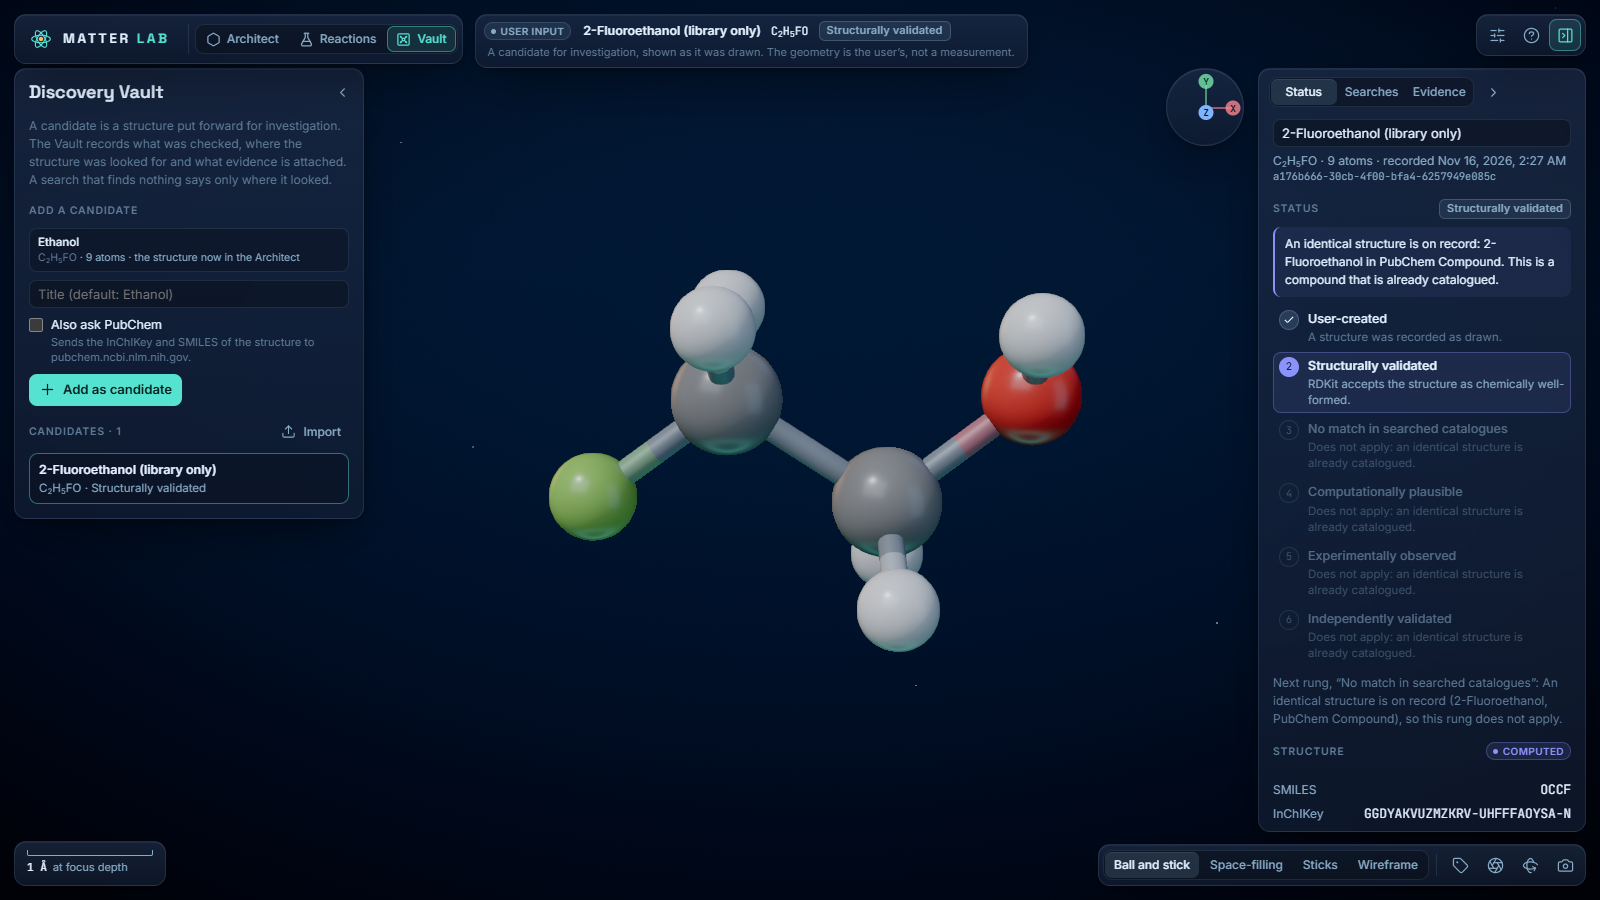 MATTER LAB
Architect
Reactions
Vault
USER INPUT
2-Fluoroethanol (library only)
C₂H₅FO
Structurally validated
A candidate for investigation, shown as it was drawn. The geometry is the user's, not a measurement.
Discovery Vault
A candidate is a structure put forward for investigation.
The Vault records what was checked, where the
structure was looked for and what evidence is attached.
A search that finds nothing says only where it looked.
ADD A CANDIDATE
Ethanol
C₂H₅FO · 9 atoms · the structure now in the Architect
Title (default: Ethanol)
Also ask PubChem
Sends the InChIKey and SMILES of the structure to
pubchem.ncbi.nlm.nih.gov.
Add as candidate
CANDIDATES · 1
Import
2-Fluoroethanol (library only)
C₂H₅FO · Structurally validated
Y
X
Z
Status
Searches
Evidence
2-Fluoroethanol (library only)
C₂H₅FO · 9 atoms · recorded Nov 16, 2026, 2:27 AM
a176b666-30cb-4f00-bfa4-6257949e085c
STATUS
Structurally validated
An identical structure is on record: 2-
Fluoroethanol in PubChem Compound. This is a
compound that is already catalogued.
User-created
A structure was recorded as drawn.
2
Structurally validated
RDKit accepts the structure as chemically well-
formed.
3
No match in searched catalogues
Does not apply: an identical structure is
already catalogued.
4
Computationally plausible
Does not apply: an identical structure is
already catalogued.
5
Experimentally observed
Does not apply: an identical structure is
already catalogued.
6
Independently validated
Does not apply: an identical structure is
already catalogued.
Next rung, “No match in searched catalogues”: An
identical structure is on record (2-Fluoroethanol,
PubChem Compound), so this rung does not apply.
STRUCTURE
COMPUTED
SMILES
OCCF
InChIKey
GGDYAKVUZMZKRV-UHFFFAOYSA-N
1 Å at focus depth
Ball and stick
Space-filling
Sticks
Wireframe